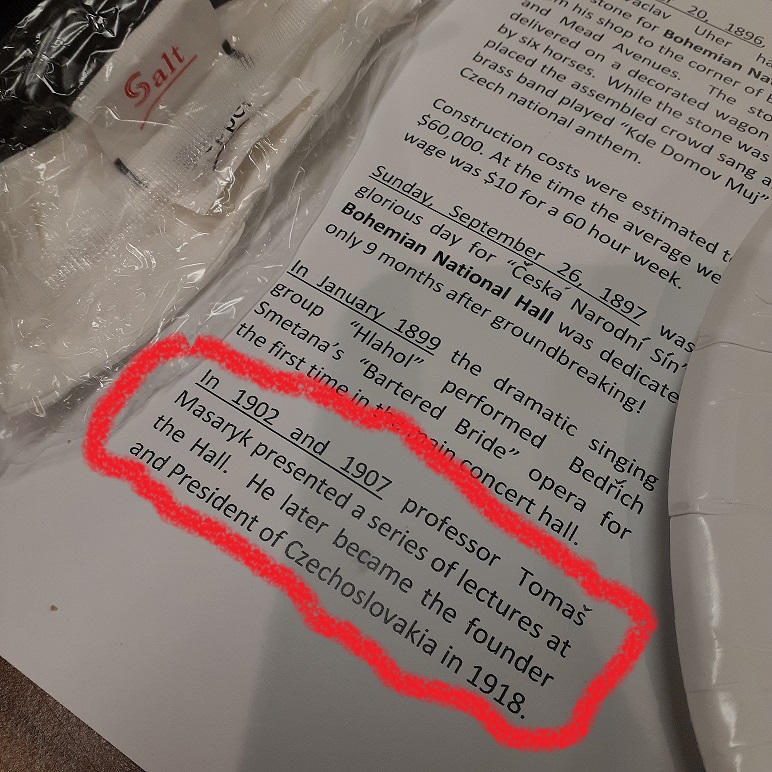 Salt
20, 1896,
Vaclav Uher
stone for Bohemian
his shop to the corner of
and Mead Avenues. The
delivered on a decorated wagon
by six horses. While the stone was
placed the assembled crowd sang
brass band played "Kde Domov Muj"
Czech national anthem.
Construction costs were estimated
$60,000. At the time the average
wage was $10 for a 60 hour week.
Sunday, September 26, 1897 was
glorious day for "Česká Narodní Sín"
Bohemian National Hall was dedicate
only 9 months after groundbreaking!
In January 1899 the dramatic singing
group "Hlahol" performed Bedřich
Smetana's "Bartered Bride" opera for
the first time in the main concert hall.
In 1902 and 1907 professor Tomaš
Masaryk presented a series of lectures at
the Hall. He later became the founder
and President of Czechoslovakia in 1918.